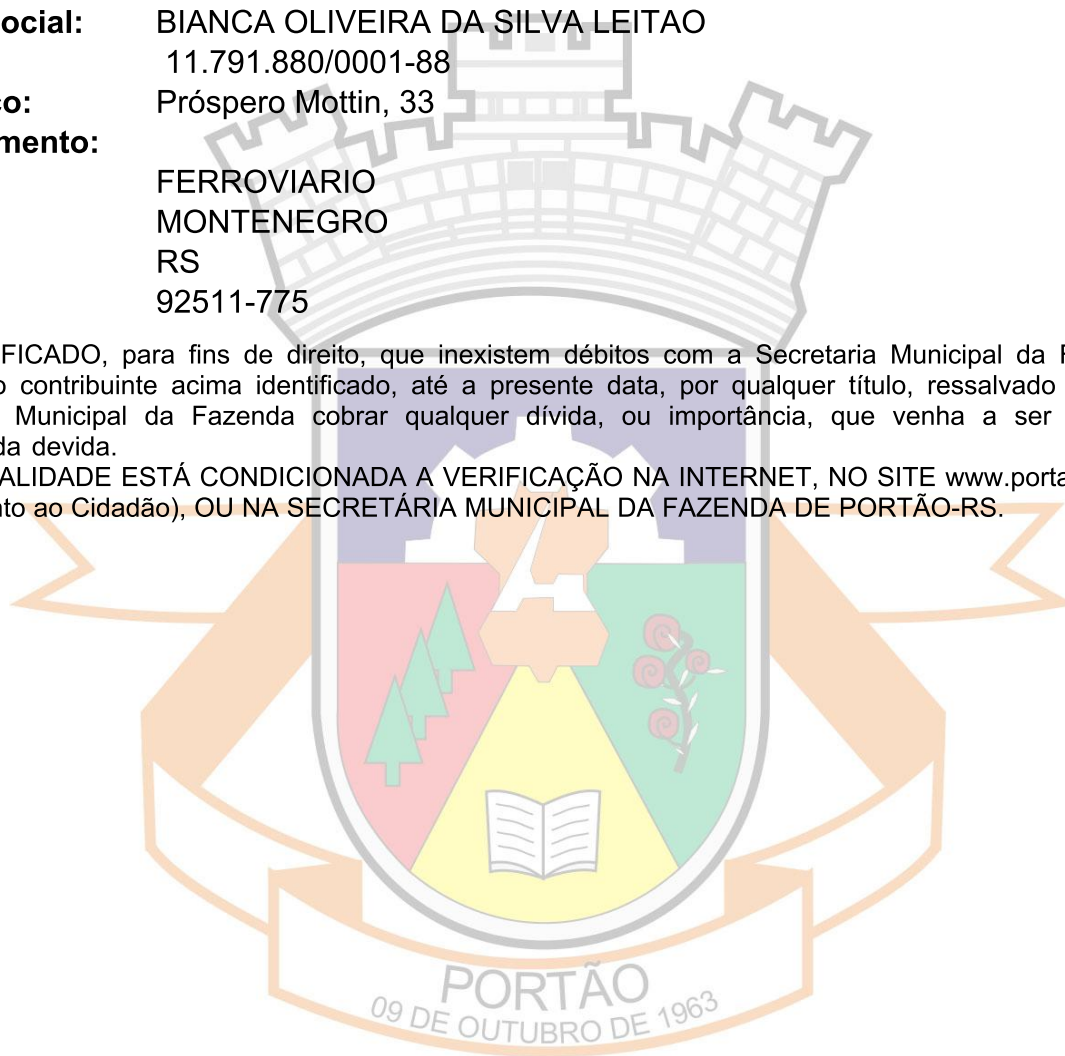 ocial: BIANCA OLIVEIRA DA SILVA LEITAO
11.791.880/0001-88
ço: Próspero Mottin, 33
mento:
FERROVIARIO
MONTENEGRO
RS
92511-775
FICADO, para fins de direito, que inexistem débitos com a Secretaria Municipal da F
o contribuinte acima identificado, até a presente data, por qualquer título, ressalvado
Municipal da Fazenda cobrar qualquer dívida, ou importância, que venha a ser
da devida.
ALIDADE ESTÁ CONDICIONADA A VERIFICAÇÃO NA INTERNET, NO SITE www.porta
nto ao Cidadão), OU NA SECRETÁRIA MUNICIPAL DA FAZENDA DE PORTÃO-RS.
PORTÃO
09 DE OUTUBRO DE 1963